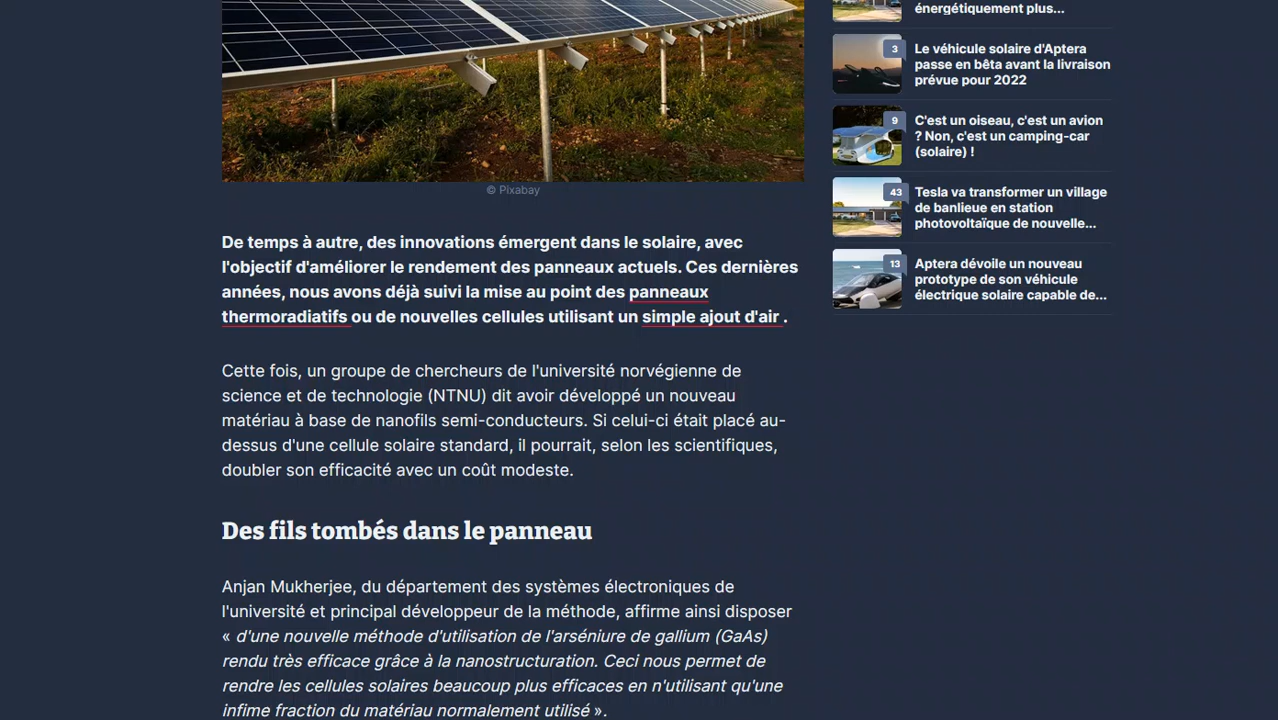 © Pixabay
De temps à autre, des innovations émergent dans le solaire, avec
l'objectif d'améliorer le rendement des panneaux actuels. Ces dernières
années, nous avons déjà suivi la mise au point des panneaux
thermoradiatifs ou de nouvelles cellules utilisant un simple ajout d'air .
Cette fois, un groupe de chercheurs de l'université norvégienne de
science et de technologie (NTNU) dit avoir développé un nouveau
matériau à base de nanofils semi-conducteurs. Si celui-ci était placé au-
dessus d'une cellule solaire standard, il pourrait, selon les scientifiques,
doubler son efficacité avec un coût modeste.
Des fils tombés dans le panneau
Anjan Mukherjee, du département des systèmes électroniques de
l'université et principal développeur de la méthode, affirme ainsi disposer
« d'une nouvelle méthode d'utilisation de l'arséniure de gallium (GaAs)
rendu très efficace grâce à la nanostructuration. Ceci nous permet de
rendre les cellules solaires beaucoup plus efficaces en n'utilisant qu'une
infime fraction du matériau normalement utilisé ».
énergétiquement plus...
3
Le véhicule solaire d'Aptera
passe en bêta avant la livraison
prévue pour 2022
9
C'est un oiseau, c'est un avion
? Non, c'est un camping-car
(solaire) !
43
Tesla va transformer un village
de banlieue en station
photovoltaïque de nouvelle...
13
Aptera dévoile un nouveau
prototype de son véhicule
électrique solaire capable de...